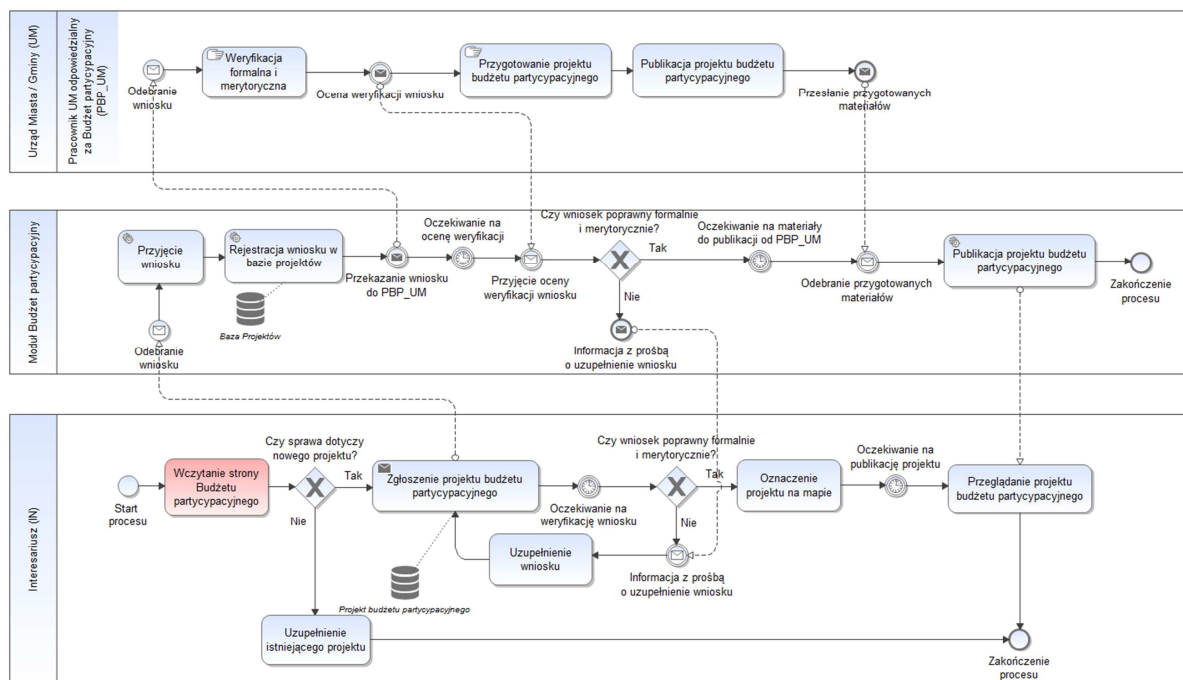 Urząd Miasta / Gminy (UM)
Pracownik UM odpowiedzialny
za Budżet partycypacyjny
(PBP_UM)
Odebranie
wniosku
Weryfikacja
formalna i
merytoryczna
Ocena weryfikacji wniosku
Przygotowanie projektu
budżetu partycypacyjnego
Publikacja projektu budżetu
partycypacyjnego
Przesłanie przygotowanych
materiałów
Moduł Budżet partycypacyjny
Przyjęcie
wniosku
Odebranie
wniosku
Rejestracja wniosku w
bazie projektów
Baza Projektów
Przekazanie wniosku
do PBP_UM
Oczekiwanie na
ocenę weryfikacji
Przyjęcie oceny
weryfikacji wniosku
Czy wniosek poprawny formalnie
i merytorycznie?
Tak
Nie
Informacja z prośbą
o uzupełnienie wniosku
Oczekiwanie na materiały
do publikacji od PBP_UM
Odebranie przygotowanych
materiałów
Publikacja projektu budżetu
partycypacyjnego
Zakończenie
procesu
Interesariusz (IN)
Start
procesu
Wczytanie strony
Budżetu
partycypacyjnego
Czy sprawa dotyczy
nowego projektu?
Tak
Nie
Zgłoszenie projektu budżetu
partycypacyjnego
Projekt budżetu partycypacyjnego
Oczekiwanie na
weryfikację wniosku
Czy wniosek poprawny formalnie
i merytorycznie?
Tak
Nie
Uzupełnienie
wniosku
Informacja z prośbą
o uzupełnienie wniosku
Oznaczenie
projektu na mapie
Oczekiwanie na
publikację projektu
Przeglądanie projektu
budżetu partycypacyjnego
Uzupełnienie
istniejącego projektu
Zakończenie
procesu